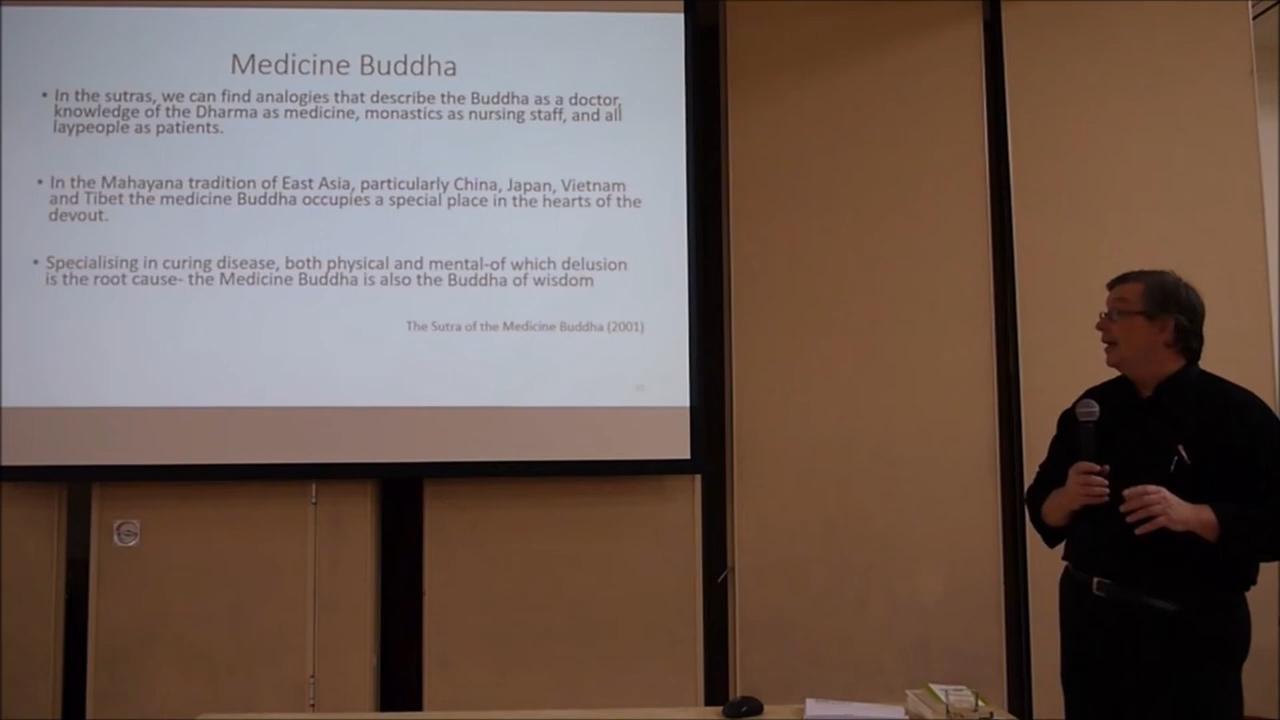 Medicine Buddha
• In the sutras, we can find analogies that describe the Buddha as a doctor,
knowledge of the Dharma as medicine, monastics as nursing staff, and all
laypeople as patients.
• In the Mahayana tradition of East Asia, particularly China, Japan, Vietnam
and Tibet the medicine Buddha occupies a special place in the hearts of the
devout.
• Specialising in curing disease, both physical and mental-of which delusion
is the root cause- the Medicine Buddha is also the Buddha of wisdom
The Sutra of the Medicine Buddha (2001)